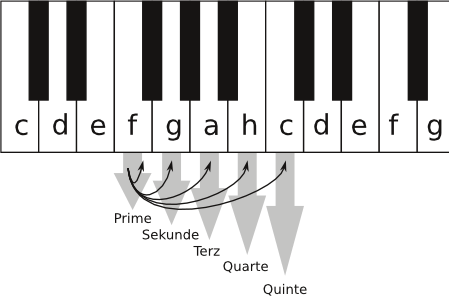 c d e f g a h c d e f g
Prime
Sekunde
Terz
Quarte
Quinte